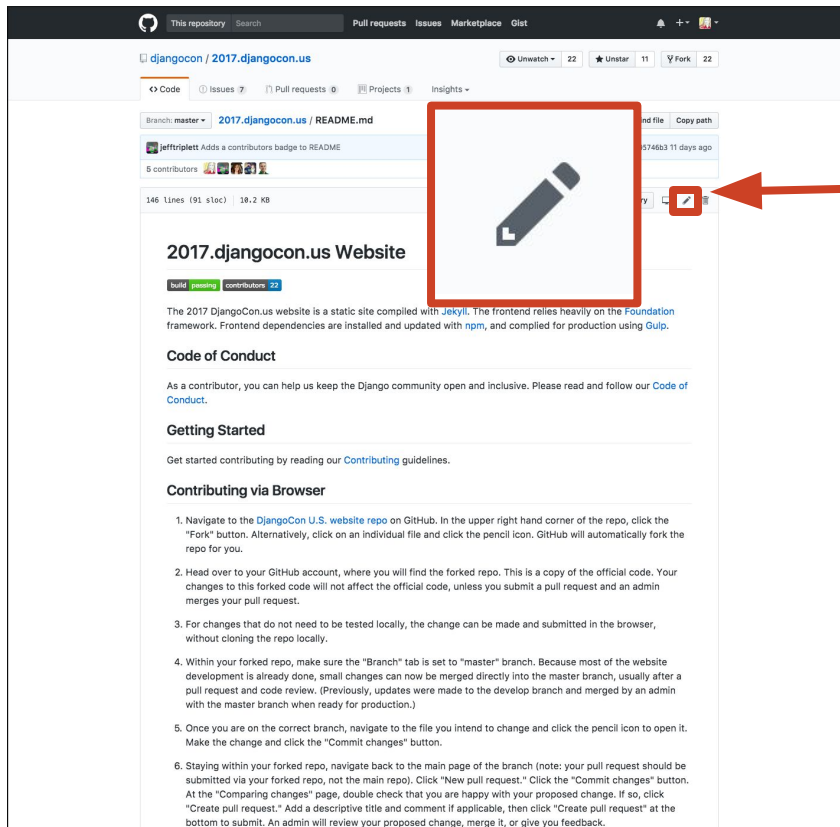 This repository Search Pull requests Issues Marketplace Gist
djangocon / 2017.djangocon.us
Unwatch 22 Unstar 11 Fork 22
Code Issues 7 Pull requests 0 Projects 1 Insights
Branch: master 2017.djangocon.us / README.md file Copy path
jefftriplett Adds a contributors badge to README 5746b3 11 days ago
5 contributors
146 lines (91 sloc) 10.2 KB
2017.djangocon.us Website
build passing contributors 22
The 2017 DjangoCon.us website is a static site compiled with Jekyll. The frontend relies heavily on the Foundation
framework. Frontend dependencies are installed and updated with npm, and complied for production using Gulp.
Code of Conduct
As a contributor, you can help us keep the Django community open and inclusive. Please read and follow our Code of
Conduct.
Getting Started
Get started contributing by reading our Contributing guidelines.
Contributing via Browser
1. Navigate to the DjangoCon U.S. website repo on GitHub. In the upper right hand corner of the repo, click the
"Fork" button. Alternatively, click on an individual file and click the pencil icon. GitHub will automatically fork the
repo for you.
2. Head over to your GitHub account, where you will find the forked repo. This is a copy of the official code. Your
changes to this forked code will not affect the official code, unless you submit a pull request and an admin
merges your pull request.
3. For changes that do not need to be tested locally, the change can be made and submitted in the browser,
without cloning the repo locally.
4. Within your forked repo, make sure the "Branch" tab is set to "master" branch. Because most of the website
development is already done, small changes can now be merged directly into the master branch, usually after a
pull request and code review. (Previously, updates were made to the develop branch and merged by an admin
with the master branch when ready for production.)
5. Once you are on the correct branch, navigate to the file you intend to change and click the pencil icon to open it.
Make the change and click the "Commit changes" button.
6. Staying within your forked repo, navigate back to the main page of the branch (note: your pull request should be
submitted via your forked repo, not the main repo). Click "New pull request." Click the "Commit changes" button.
At the "Comparing changes" page, double check that you are happy with your proposed change. If so, click
"Create pull request." Add a descriptive title and comment if applicable, then click "Create pull request" at the
bottom to submit. An admin will review your proposed change, merge it, or give you feedback.